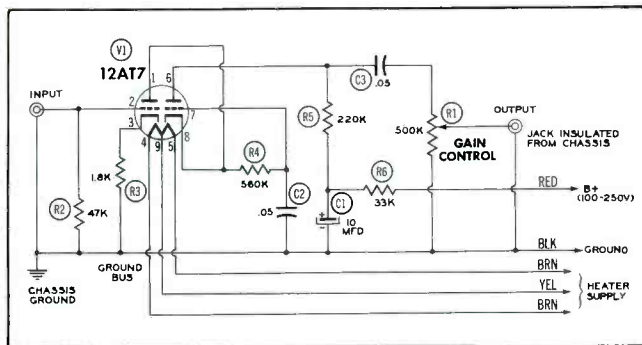 V1
12AT7
INPUT
1 6
2 7
3
4 9 5 8
C3 .05
R5
220K
R1
500K
GAIN
CONTROL
OUTPUT
JACK INSULATED
FROM CHASSIS
R4
560K
R6
33K
RED
B+
(100-250V)
1.8K
R3
R2
47K
C2
.05
C1
+
-
10
MFD
BLK
GROUND
GROUND
BUS
CHASSIS
GROUND
BRN
YEL
BRN
HEATER
SUPPLY